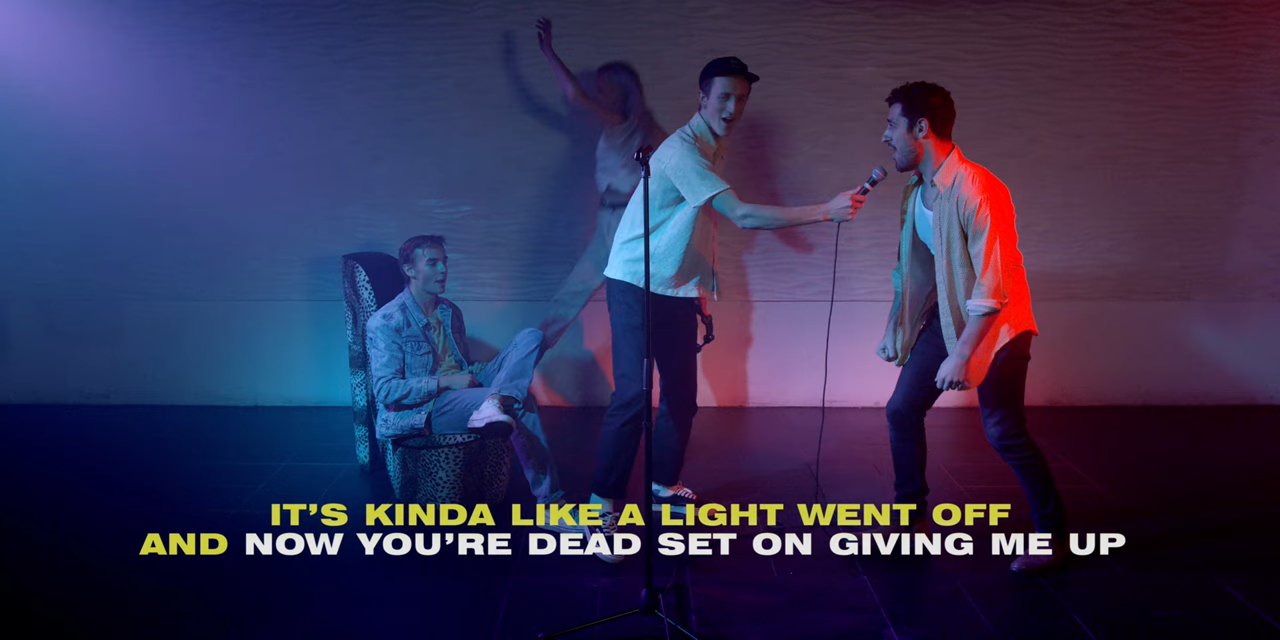 IT'S KINDA LIKE A LIGHT WENT OFF
AND NOW YOU'RE DEAD SET ON GIVING ME UP